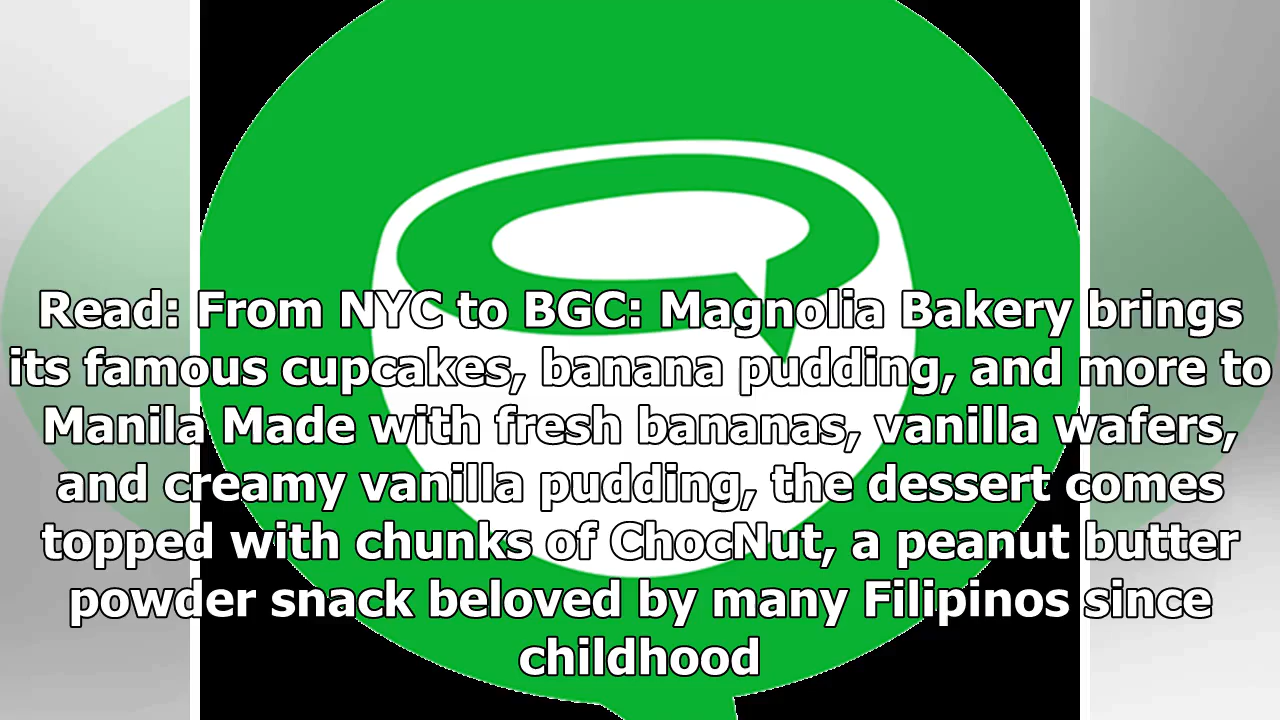 Read: From NYC to BGC: Magnolia Bakery brings
its famous cupcakes, banana pudding, and more to
Manila Made with fresh bananas, vanilla wafers,
and creamy vanilla pudding, the dessert comes
topped with chunks of ChocNut, a peanut butter
powder snack beloved by many Filipinos since
childhood